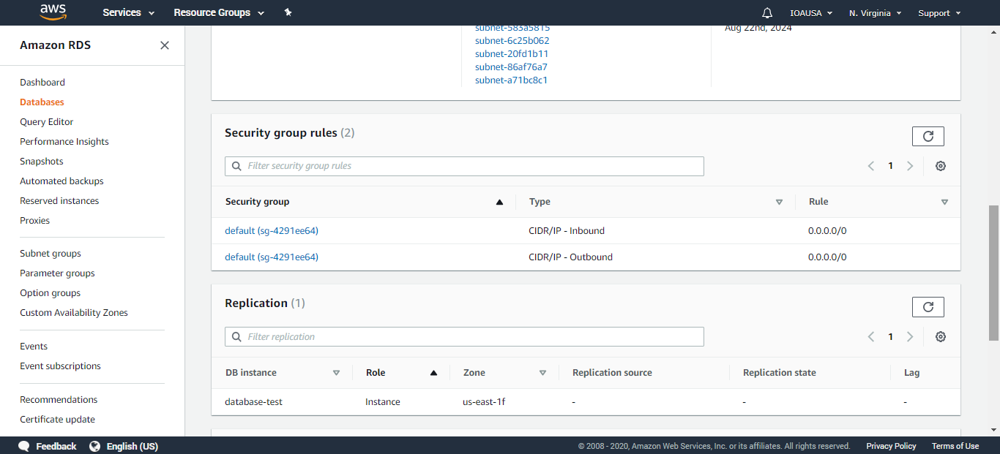 aws
Services
Resource Groups
IOAUSA
N. Virginia
Support
Amazon RDS
Dashboard
Databases
Query Editor
Performance Insights
Snapshots
Automated backups
Reserved instances
Proxies
Subnet groups
Parameter groups
Option groups
Custom Availability Zones
Events
Event subscriptions
Recommendations
Certificate update
subnet-583a5815
subnet-6c25b062
subnet-20fd1b11
subnet-86af76a7
subnet-a71bc8c1
Aug 22nd, 2024
Security group rules (2)
Filter security group rules
1
Security group Type Rule
default (sg-4291ee64) CIDR/IP - Inbound 0.0.0.0/0
default (sg-4291ee64) CIDR/IP - Outbound 0.0.0.0/0
Replication (1)
Filter replication
1
DB instance Role Zone Replication source Replication state Lag
database-test Instance us-east-1f - - -
Feedback
English (US)
© 2008 - 2020, Amazon Web Services, Inc. or its affiliates. All rights reserved.
Privacy Policy
Terms of Use